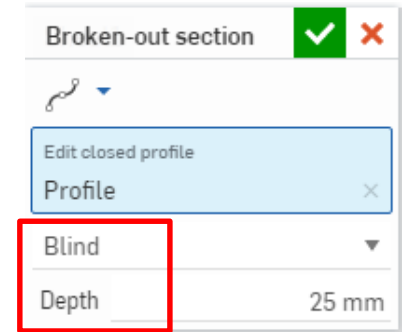 Broken-out section
Edit closed profile
Profile
Blind
Depth 25 mm